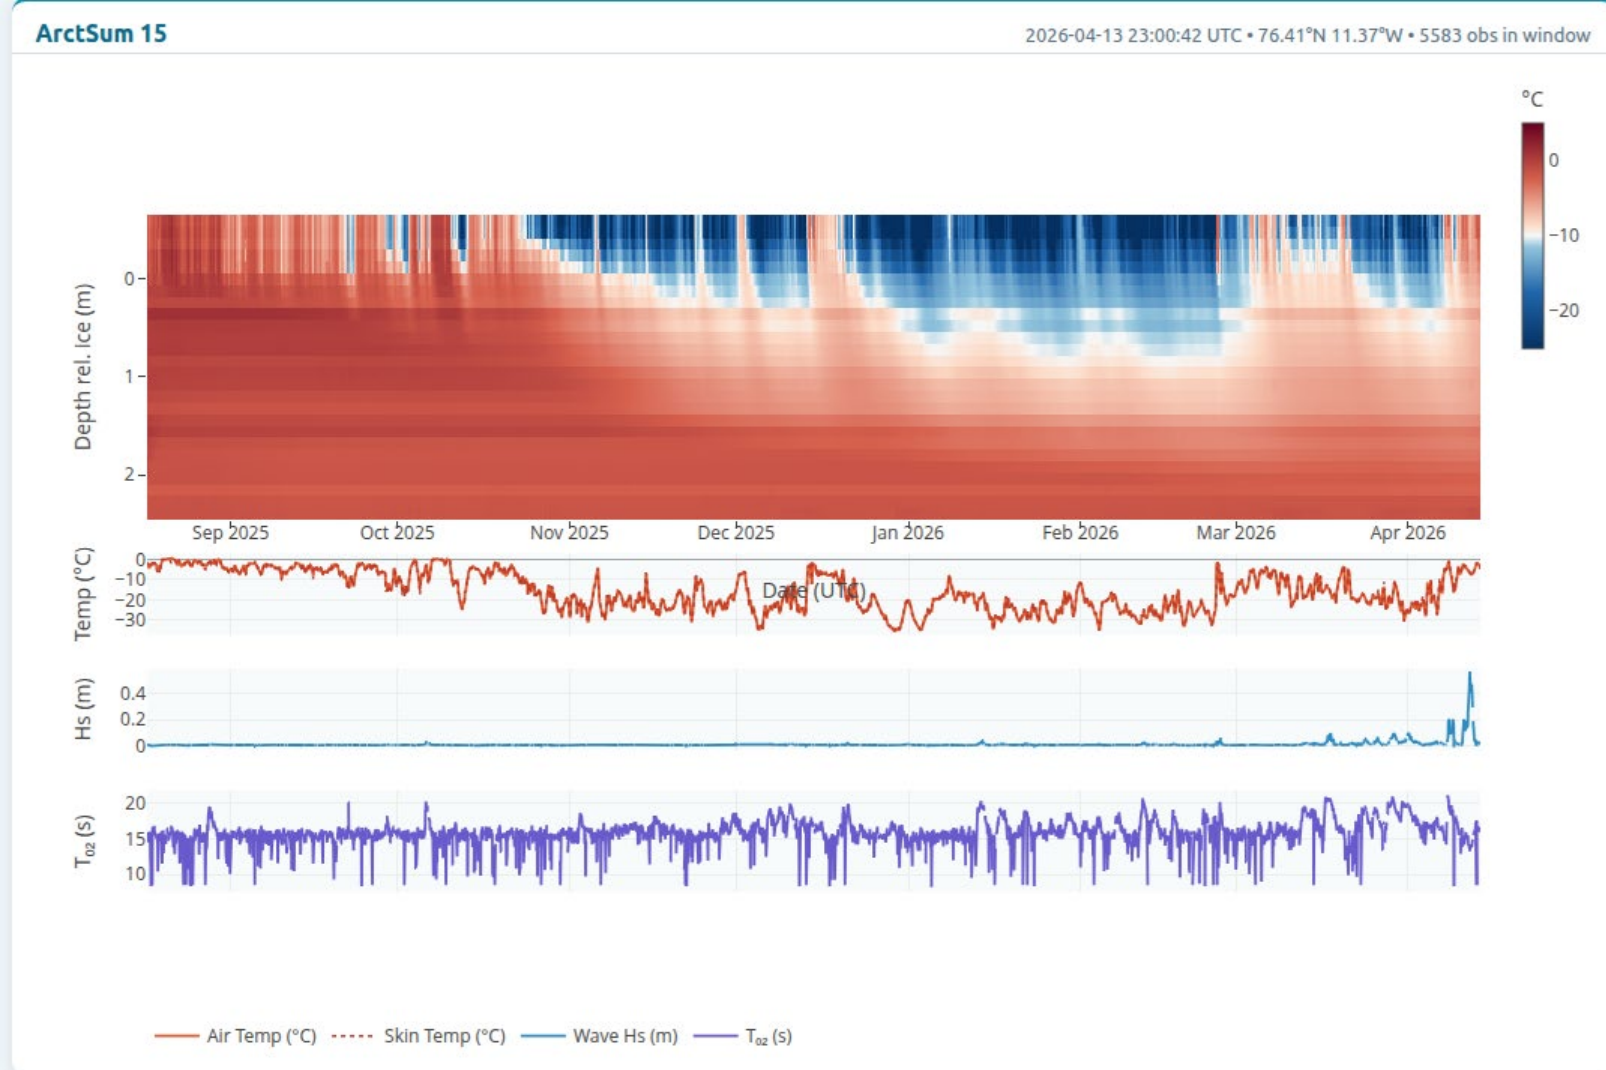 ArctSum 15
2026-04-13 23:00:42 UTC • 76.41°N 11.37°W • 5583 obs in window
°C
0
−10
−20
Depth rel. ice (m)
0
1
2
Sep 2025 Oct 2025 Nov 2025 Dec 2025 Jan 2026 Feb 2026 Mar 2026 Apr 2026
Temp (°C)
0
−10
−20
−30
Date (UTC)
Hs (m)
0.4
0.2
0
T₀₂ (s)
20
15
10
Air Temp (°C) Skin Temp (°C) Wave Hs (m) T₀₂ (s)